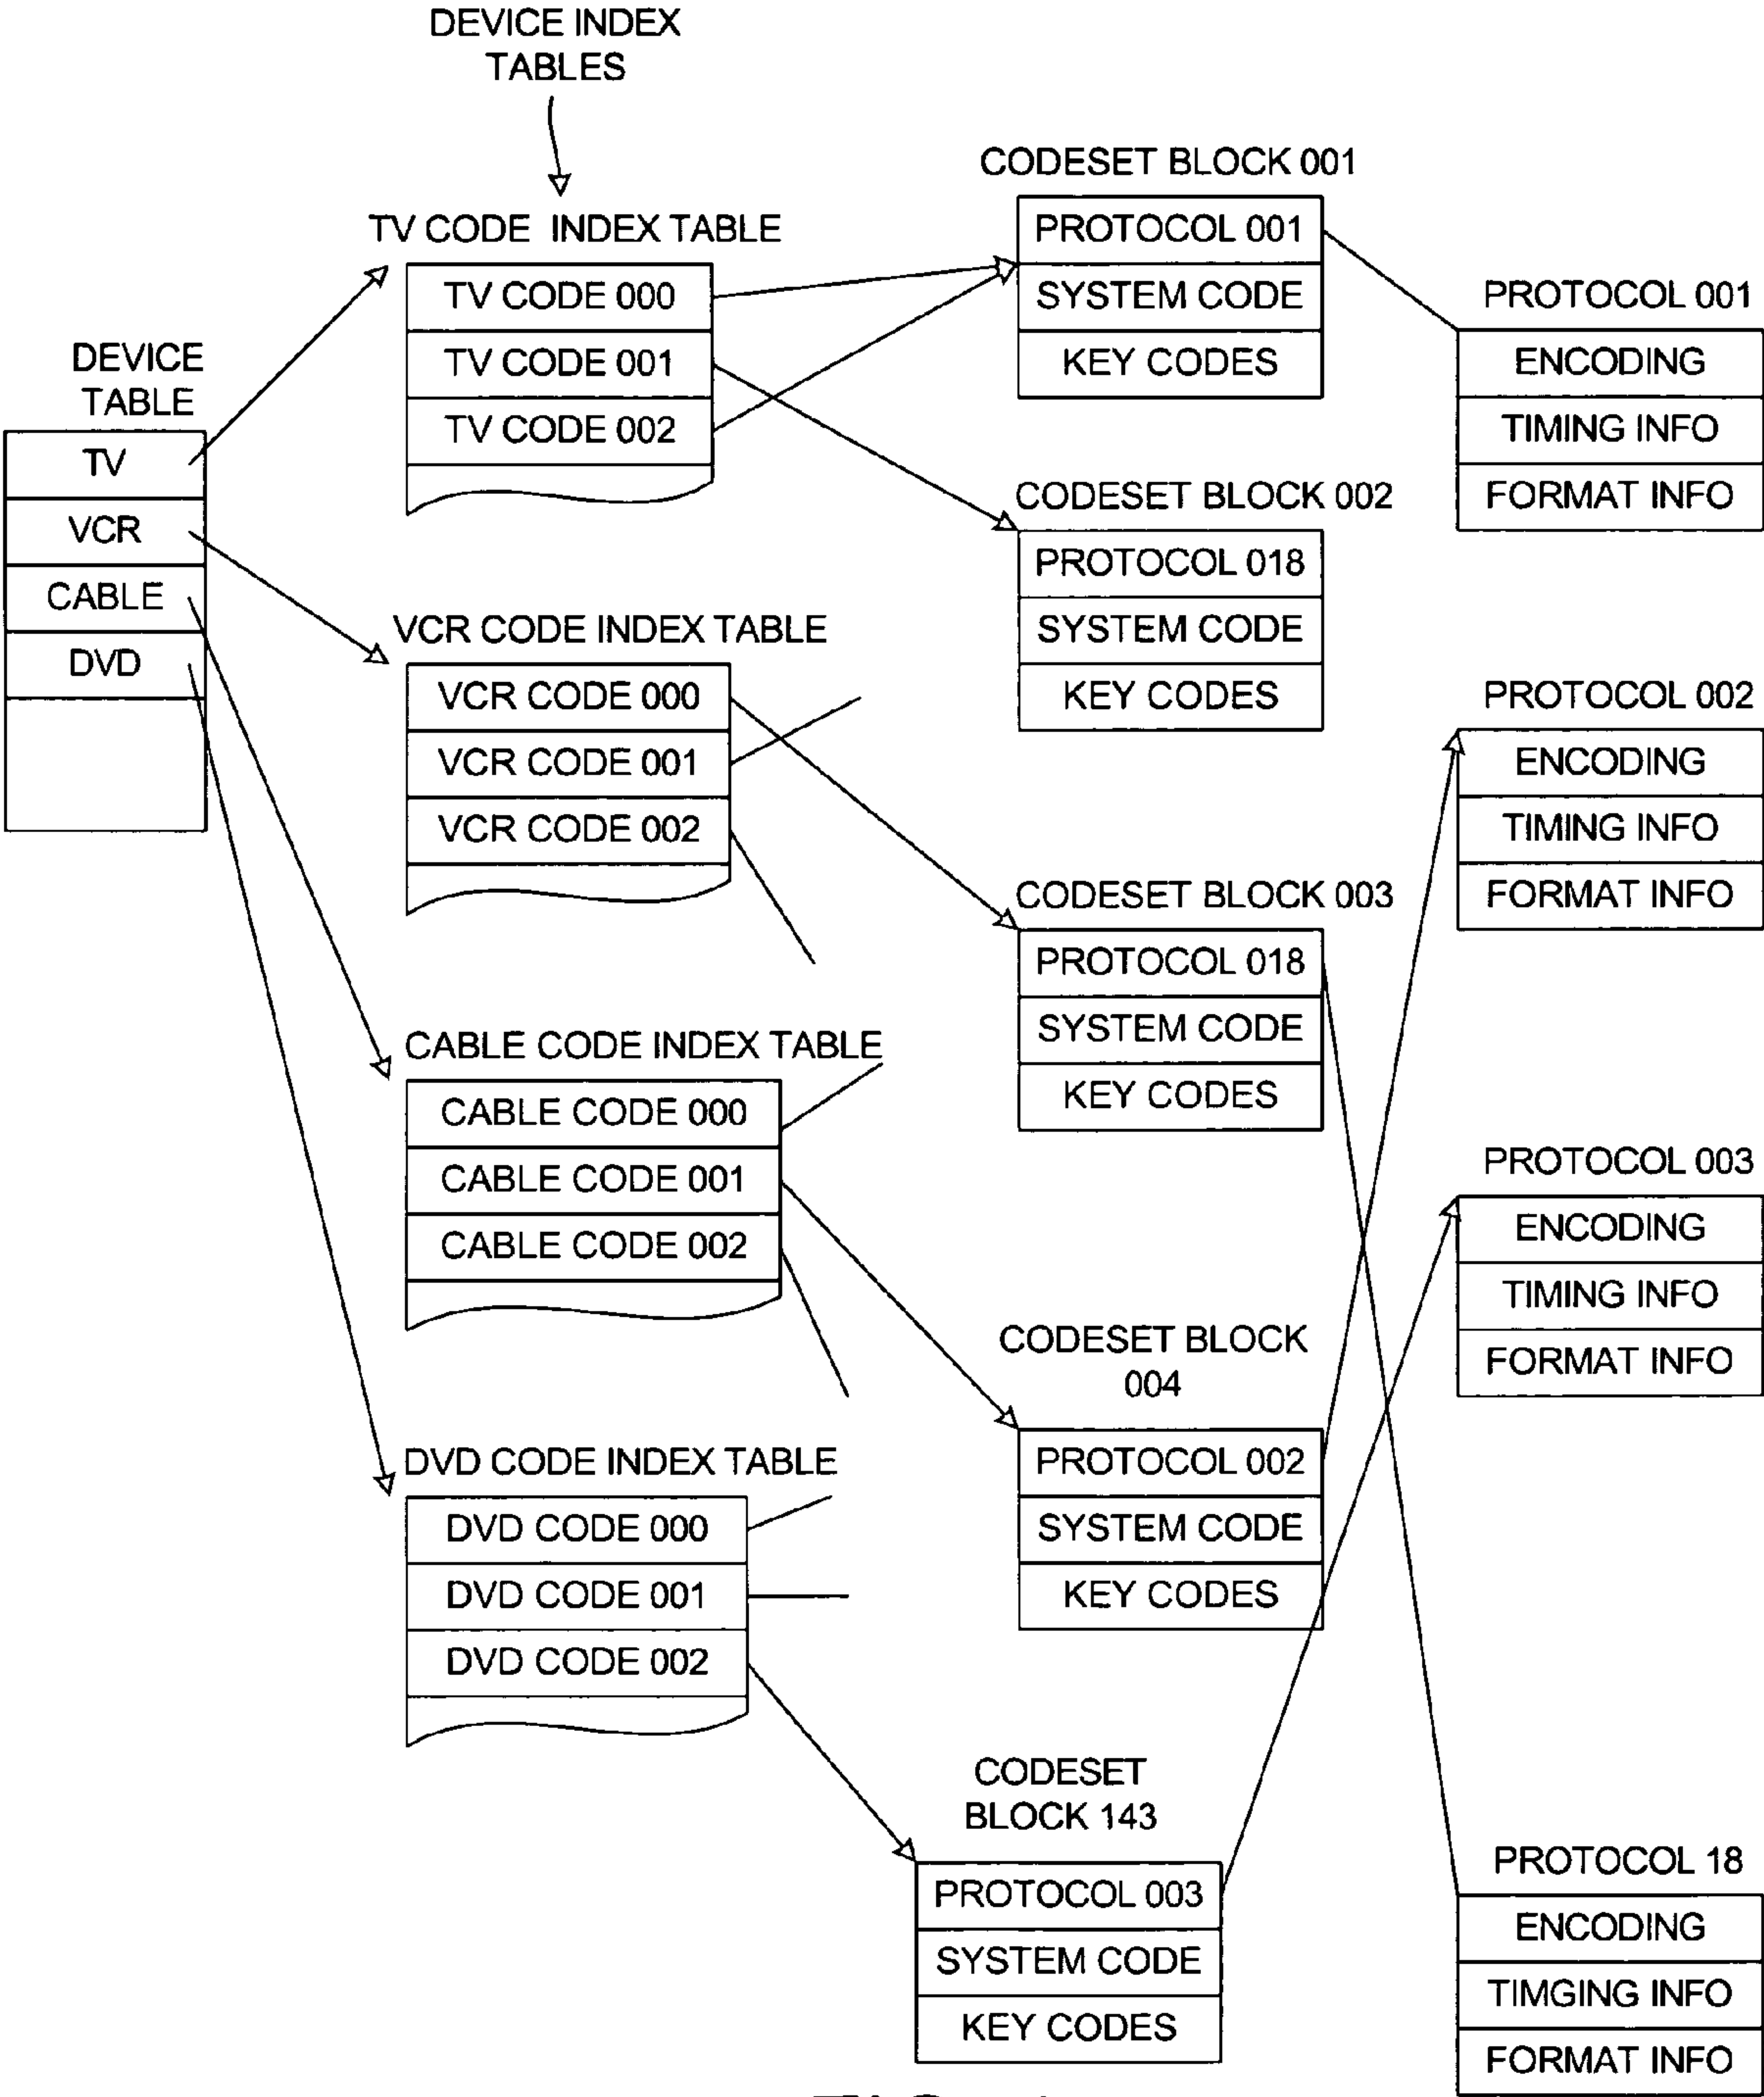 DEVICE INDEX
TABLES
DEVICE
TABLE
TV
VCR
CABLE
DVD
TV CODE INDEX TABLE
TV CODE 000
TV CODE 001
TV CODE 002
VCR CODE INDEX TABLE
VCR CODE 000
VCR CODE 001
VCR CODE 002
CABLE CODE INDEX TABLE
CABLE CODE 000
CABLE CODE 001
CABLE CODE 002
DVD CODE INDEX TABLE
DVD CODE 000
DVD CODE 001
DVD CODE 002
CODESET BLOCK 001
PROTOCOL 001
SYSTEM CODE
KEY CODES
CODESET BLOCK 002
PROTOCOL 018
SYSTEM CODE
KEY CODES
CODESET BLOCK 003
PROTOCOL 018
SYSTEM CODE
KEY CODES
CODESET BLOCK
004
PROTOCOL 002
SYSTEM CODE
KEY CODES
CODESET
BLOCK 143
PROTOCOL 003
SYSTEM CODE
KEY CODES
PROTOCOL 001
ENCODING
TIMING INFO
FORMAT INFO
PROTOCOL 002
ENCODING
TIMING INFO
FORMAT INFO
PROTOCOL 003
ENCODING
TIMING INFO
FORMAT INFO
PROTOCOL 18
ENCODING
TIMGING INFO
FORMAT INFO